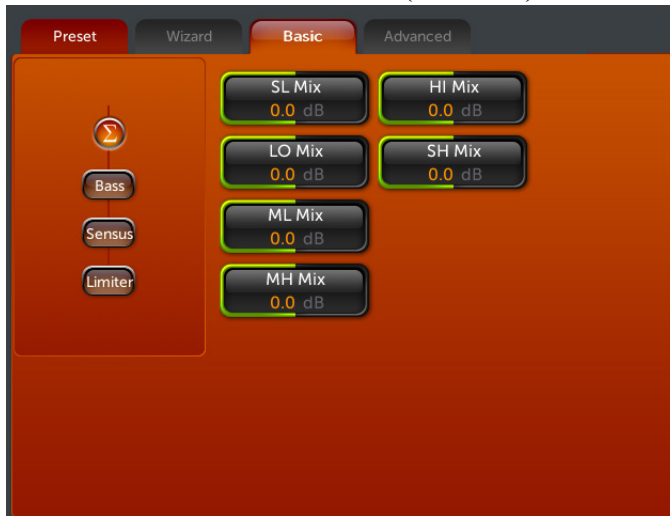 Preset Wizard Basic Advanced
Σ
Bass
Sensus
Limiter
SL Mix
0.0 dB
HI Mix
0.0 dB
LO Mix
0.0 dB
SH Mix
0.0 dB
ML Mix
0.0 dB
MH Mix
0.0 dB